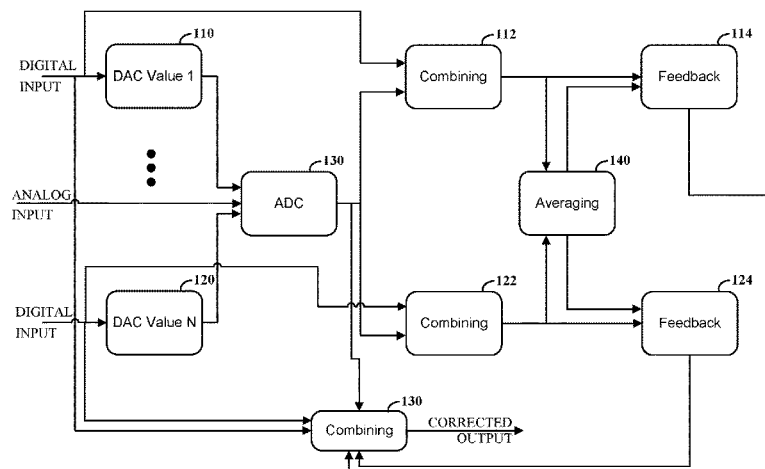 110
112
114
DIGITAL
INPUT
DAC Value 1
Combining
Feedback
130
140
ANALOG
INPUT
ADC
Averaging
120
122
124
DIGITAL
INPUT
DAC Value N
Combining
Feedback
130
Combining
CORRECTED
OUTPUT